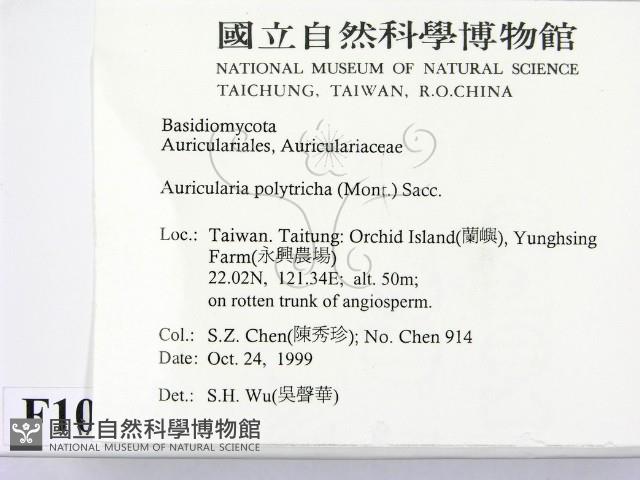 國立自然科學博物館
NATIONAL MUSEUM OF NATURAL SCIENCE
TAICHUNG, TAIWAN, R.O.CHINA
Basidiomycota
Auriculariales, Auriculariaceae
Auricularia polytricha (Mont.) Sacc.
Loc.: Taiwan. Taitung: Orchid Island(蘭嶼), Yunghsing
Farm(永興農場)
22.02N, 121.34E; alt. 50m;
on rotten trunk of angiosperm.
Col.: S.Z. Chen(陳秀珍); No. Chen 914
Date: Oct. 24, 1999
Det.: S.H. Wu(吳聲華)
F10
國立自然科學博物館
NATIONAL MUSEUM OF NATURAL SCIENCE